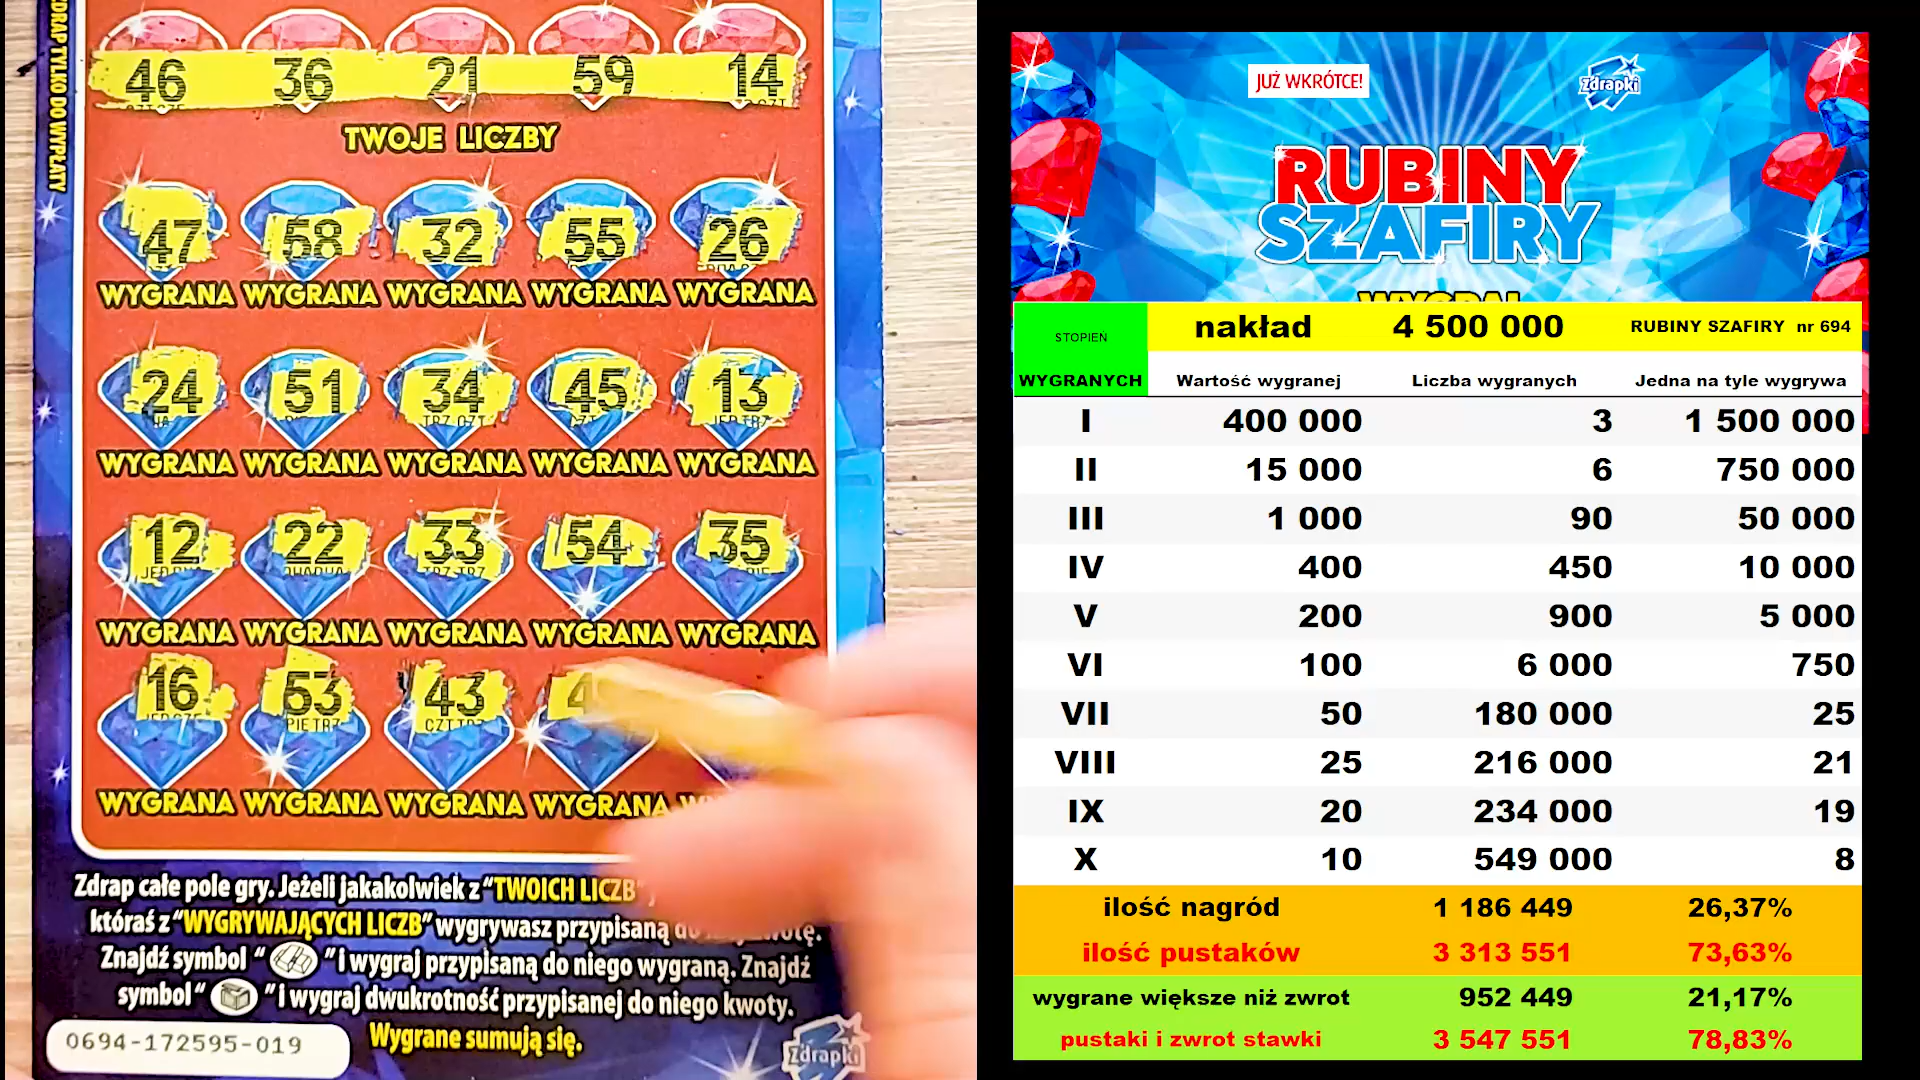 ZDRAP TYLKO DO WYPŁATY
46 36 21 59 14
TWOJE LICZBY
47 58 32 55 26
WYGRANA WYGRANA WYGRANA WYGRANA WYGRANA
24 51 34 45 13
WYGRANA WYGRANA WYGRANA WYGRANA WYGRANA
12 22 33 54 35
WYGRANA WYGRANA WYGRANA WYGRANA WYGRANA
16 53 43 4
WYGRANA WYGRANA WYGRANA WYGRANA
Zdrap całe pole gry. Jeżeli jakakolwiek z "TWOICH LICZB
któraś z "WYGRYWAJĄCYCH LICZB" wygrywasz przypisaną
Znajdź symbol " " i wygraj przypisaną do niego wygraną. Znajdź
symbol " " i wygraj dwukrotność przypisanej do niego kwoty.
Wygrane sumują się.
0694-172595-019
Zdrapki
JUŻ WKRÓTCE!
Zdrapki
RUBINY
SZAFIRY
WYGRAJ
STOPIEŃ WYGRANYCH
nakład 4 500 000 RUBINY SZAFIRY nr 694
Wartość wygranej Liczba wygranych Jedna na tyle wygrywa
I 400 000 3 1 500 000
II 15 000 6 750 000
III 1 000 90 50 000
IV 400 450 10 000
V 200 900 5 000
VI 100 6 000 750
VII 50 180 000 25
VIII 25 216 000 21
IX 20 234 000 19
X 10 549 000 8
ilość nagród 1 186 449 26,37%
ilość pustaków 3 313 551 73,63%
wygrane większe niż zwrot 952 449 21,17%
pustaki i zwrot stawki 3 547 551 78,83%